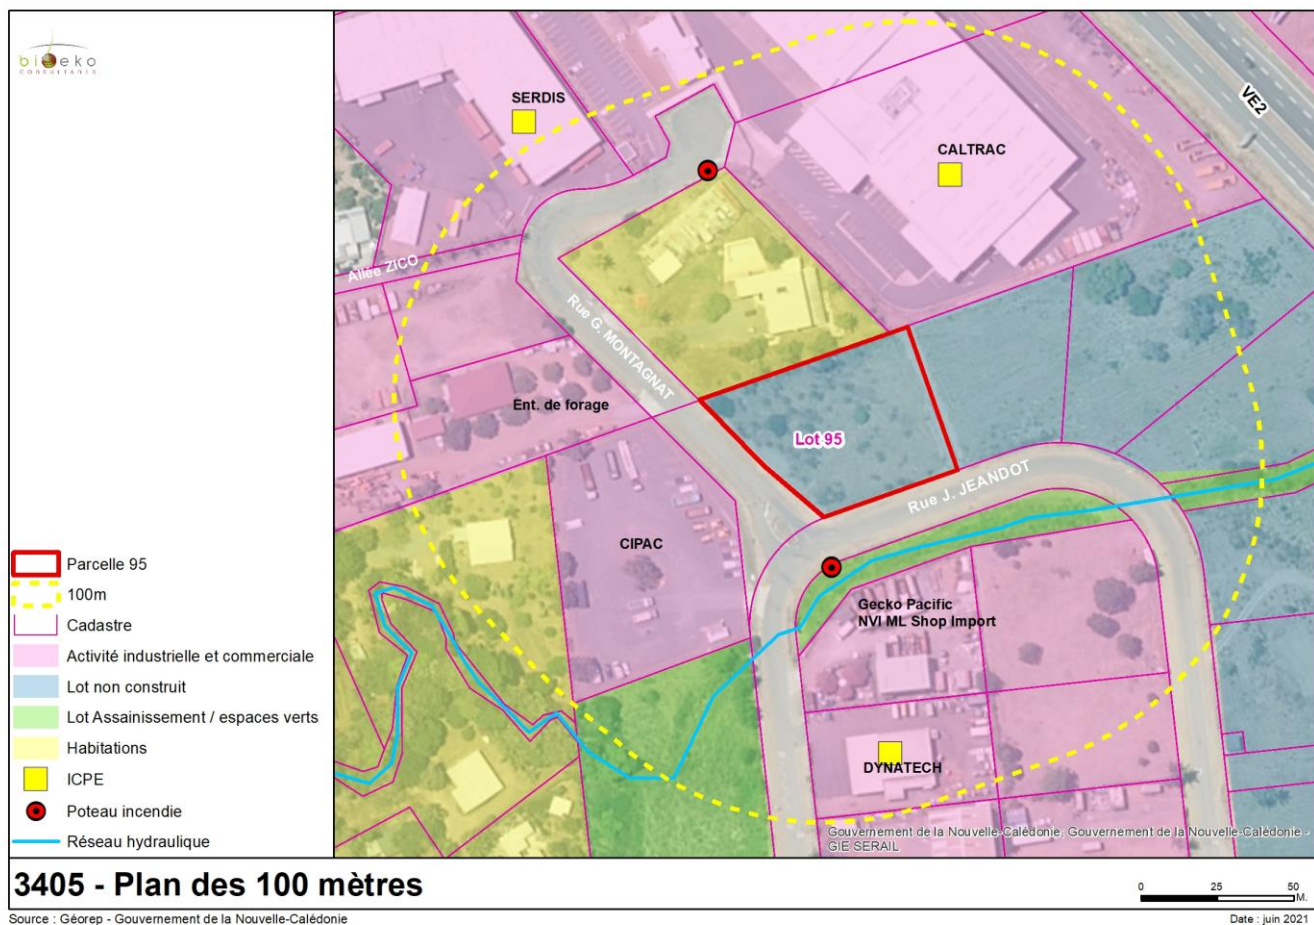 bioeko
CONSULTANTS
SERDIS
CALTRAC
VE2
Allée ZICO
Rue G. MONTAGNAT
Ent. de forage
Lot 95
Rue J. JEANDOT
CIPAC
Gecko Pacific
NVI ML Shop Import
DYNATECH
Parcelle 95
100m
Cadastre
Activité industrielle et commerciale
Lot non construit
Lot Assainissement / espaces verts
Habitations
ICPE
Poteau incendie
Réseau hydraulique
Gouvernement de la Nouvelle-Calédonie, Gouvernement de la Nouvelle-Calédonie -
GIE SERAIL
3405 - Plan des 100 mètres
0 25 50
M.
Source : Géorep - Gouvernement de la Nouvelle-Calédonie
Date : juin 2021